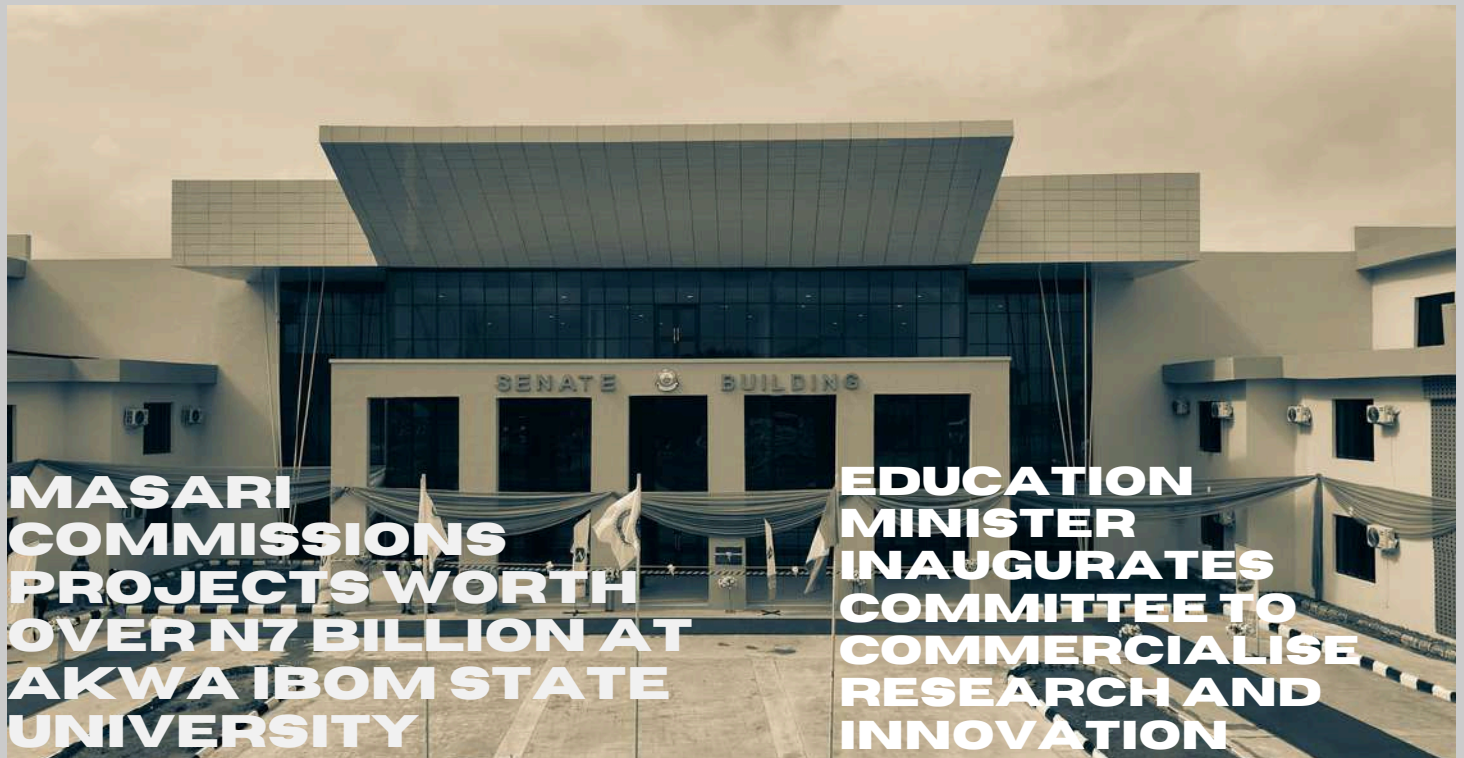 SENATE BUILDING
MASARI
COMMISSIONS
PROJECTS WORTH
OVER N7 BILLION AT
AKWA IBOM STATE
UNIVERSITY
EDUCATION
MINISTER
INAUGURATES
COMMITTEE TO
COMMERCIALISE
RESEARCH AND
INNOVATION